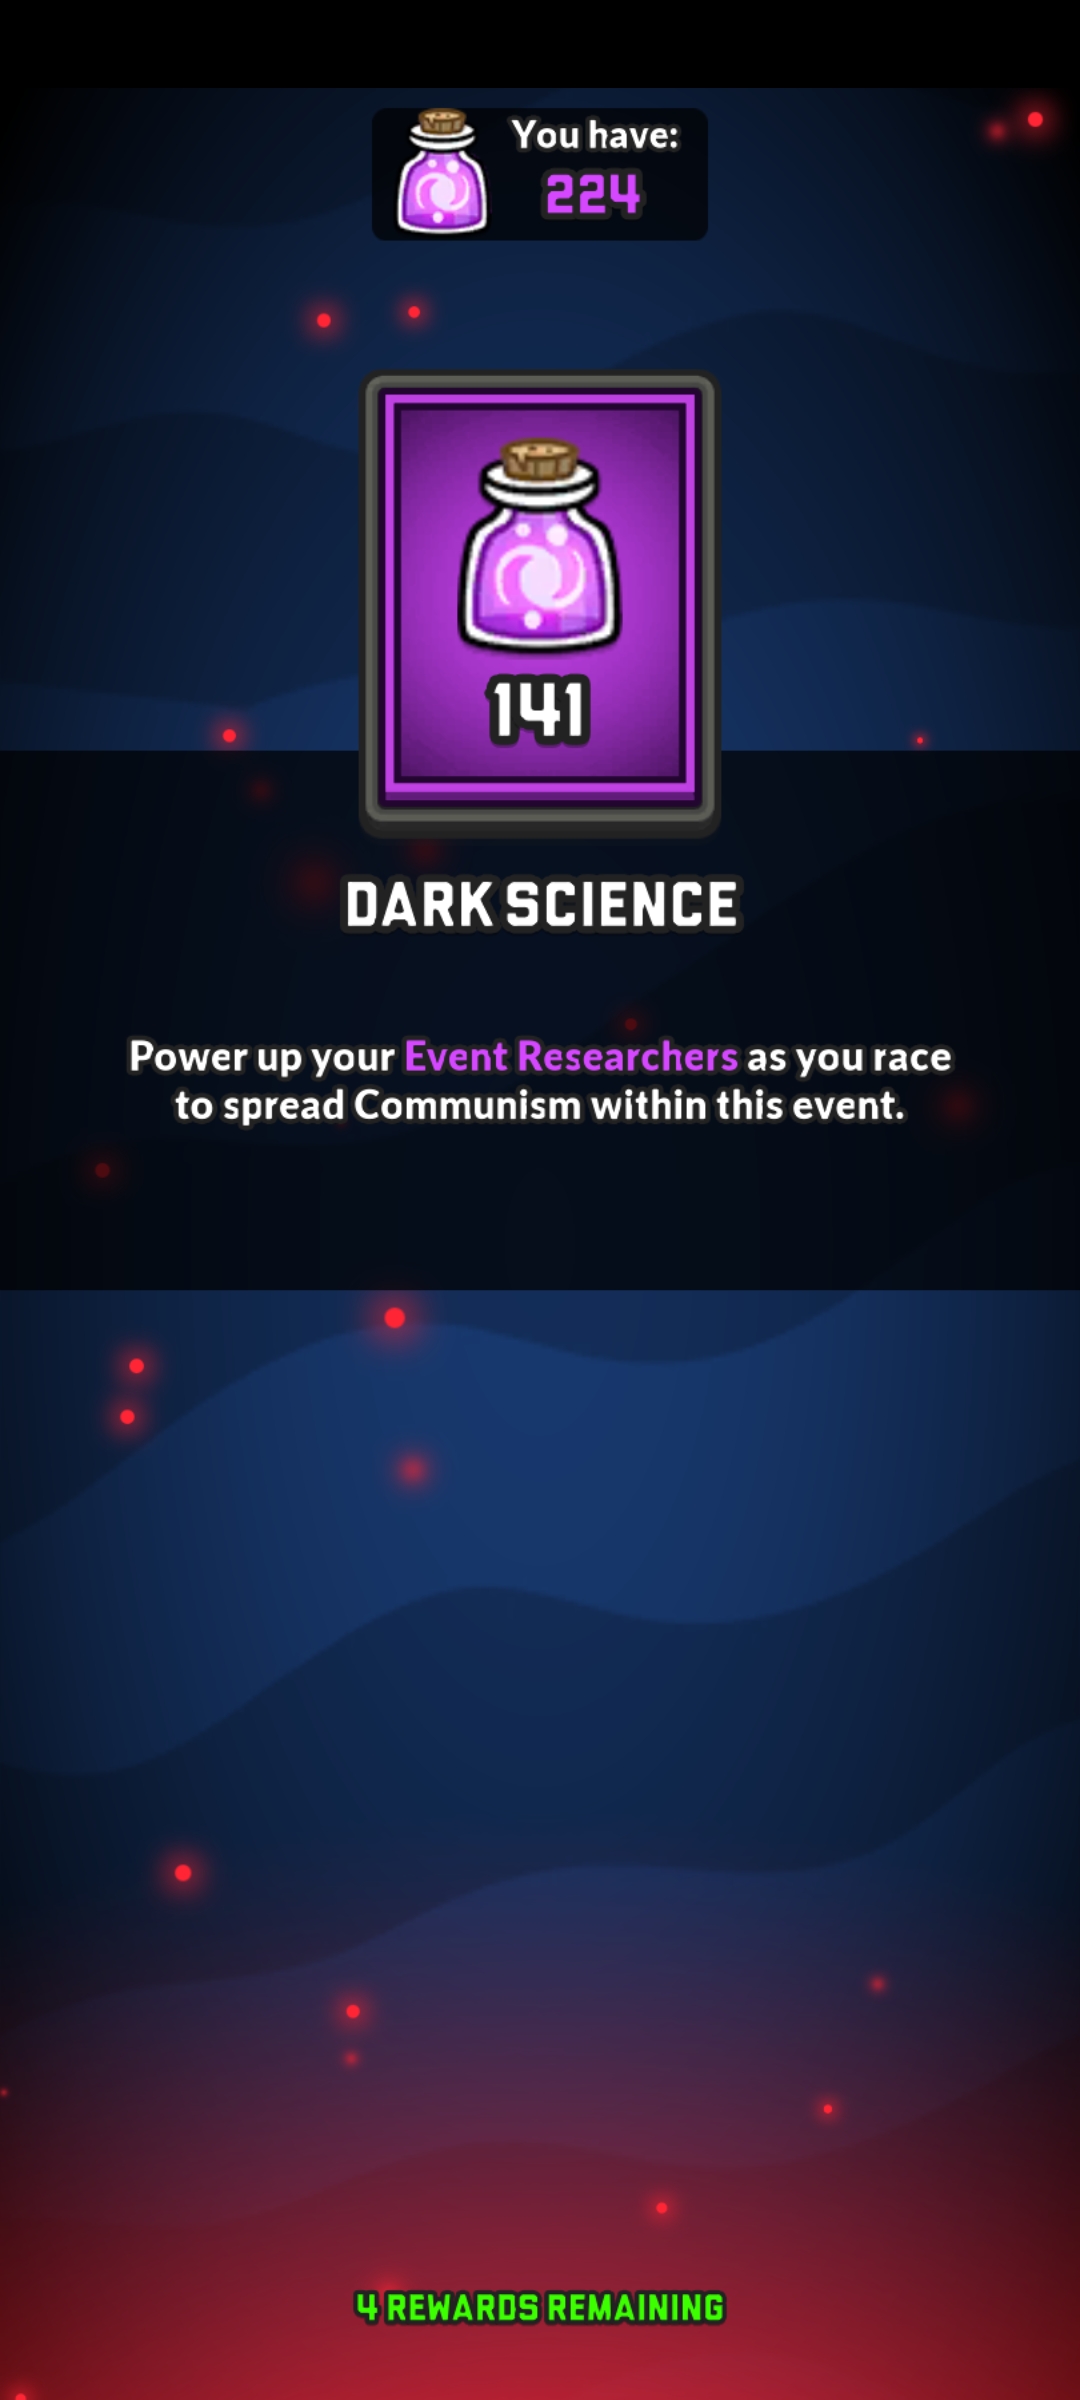 You have:
224
141
DARK SCIENCE
Power up your Event Researchers as you race
to spread Communism within this event.
4 REWARDS REMAINING